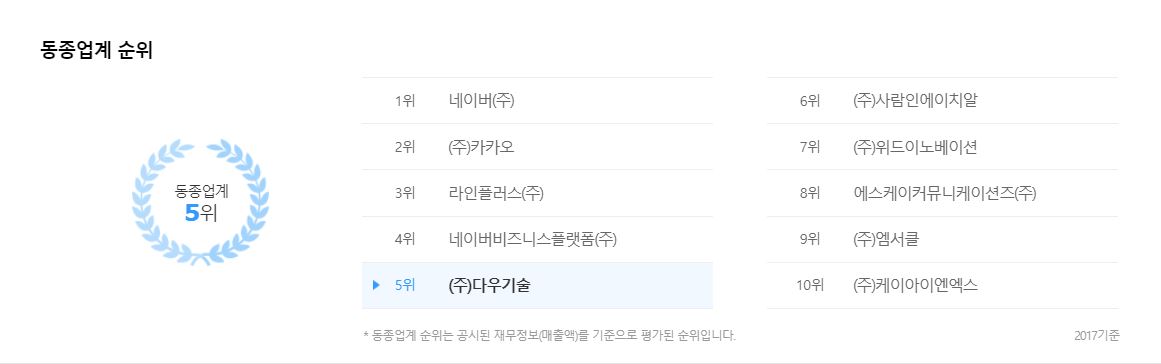 동종업계 순위
동종업계
5위
1위 네이버(주)
2위 (주)카카오
3위 라인플러스(주)
4위 네이버비즈니스플랫폼(주)
5위 (주)다우기술
6위 (주)사람인에이치알
7위 (주)위드이노베이션
8위 에스케이커뮤니케이션즈(주)
9위 (주)엠서클
10위 (주)케이아이엔엑스
* 동종업계 순위는 공시된 재무정보(매출액)를 기준으로 평가된 순위입니다.
2017기준